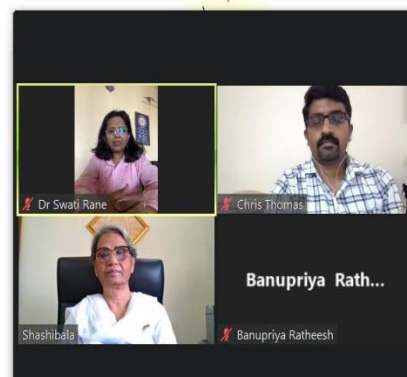 Dr Swati Rane
Chris Thomas
Banupriya Rath...
Shashibala
Banupriya Ratheesh